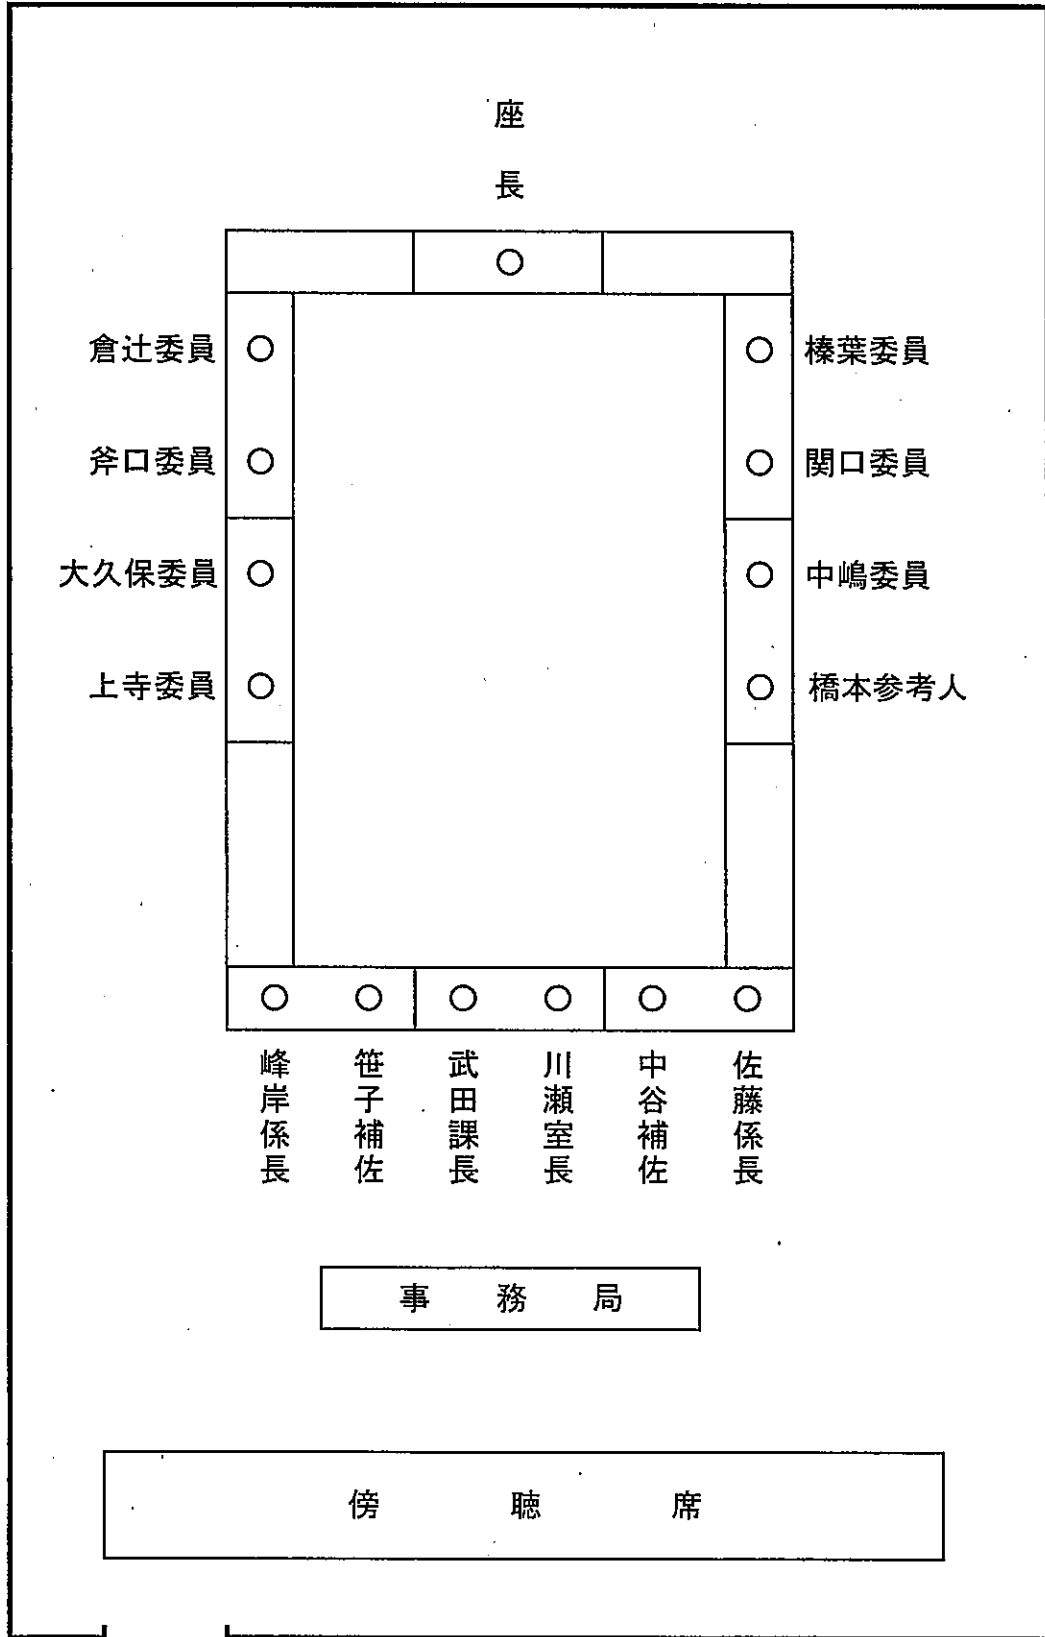 座長
倉辻委員
榛葉委員
斧口委員
関口委員
大久保委員
中嶋委員
上寺委員
橋本参考人
峰岸係長
笹子補佐
武田課長
川瀬室長
中谷補佐
佐藤係長
事務局
傍聴席